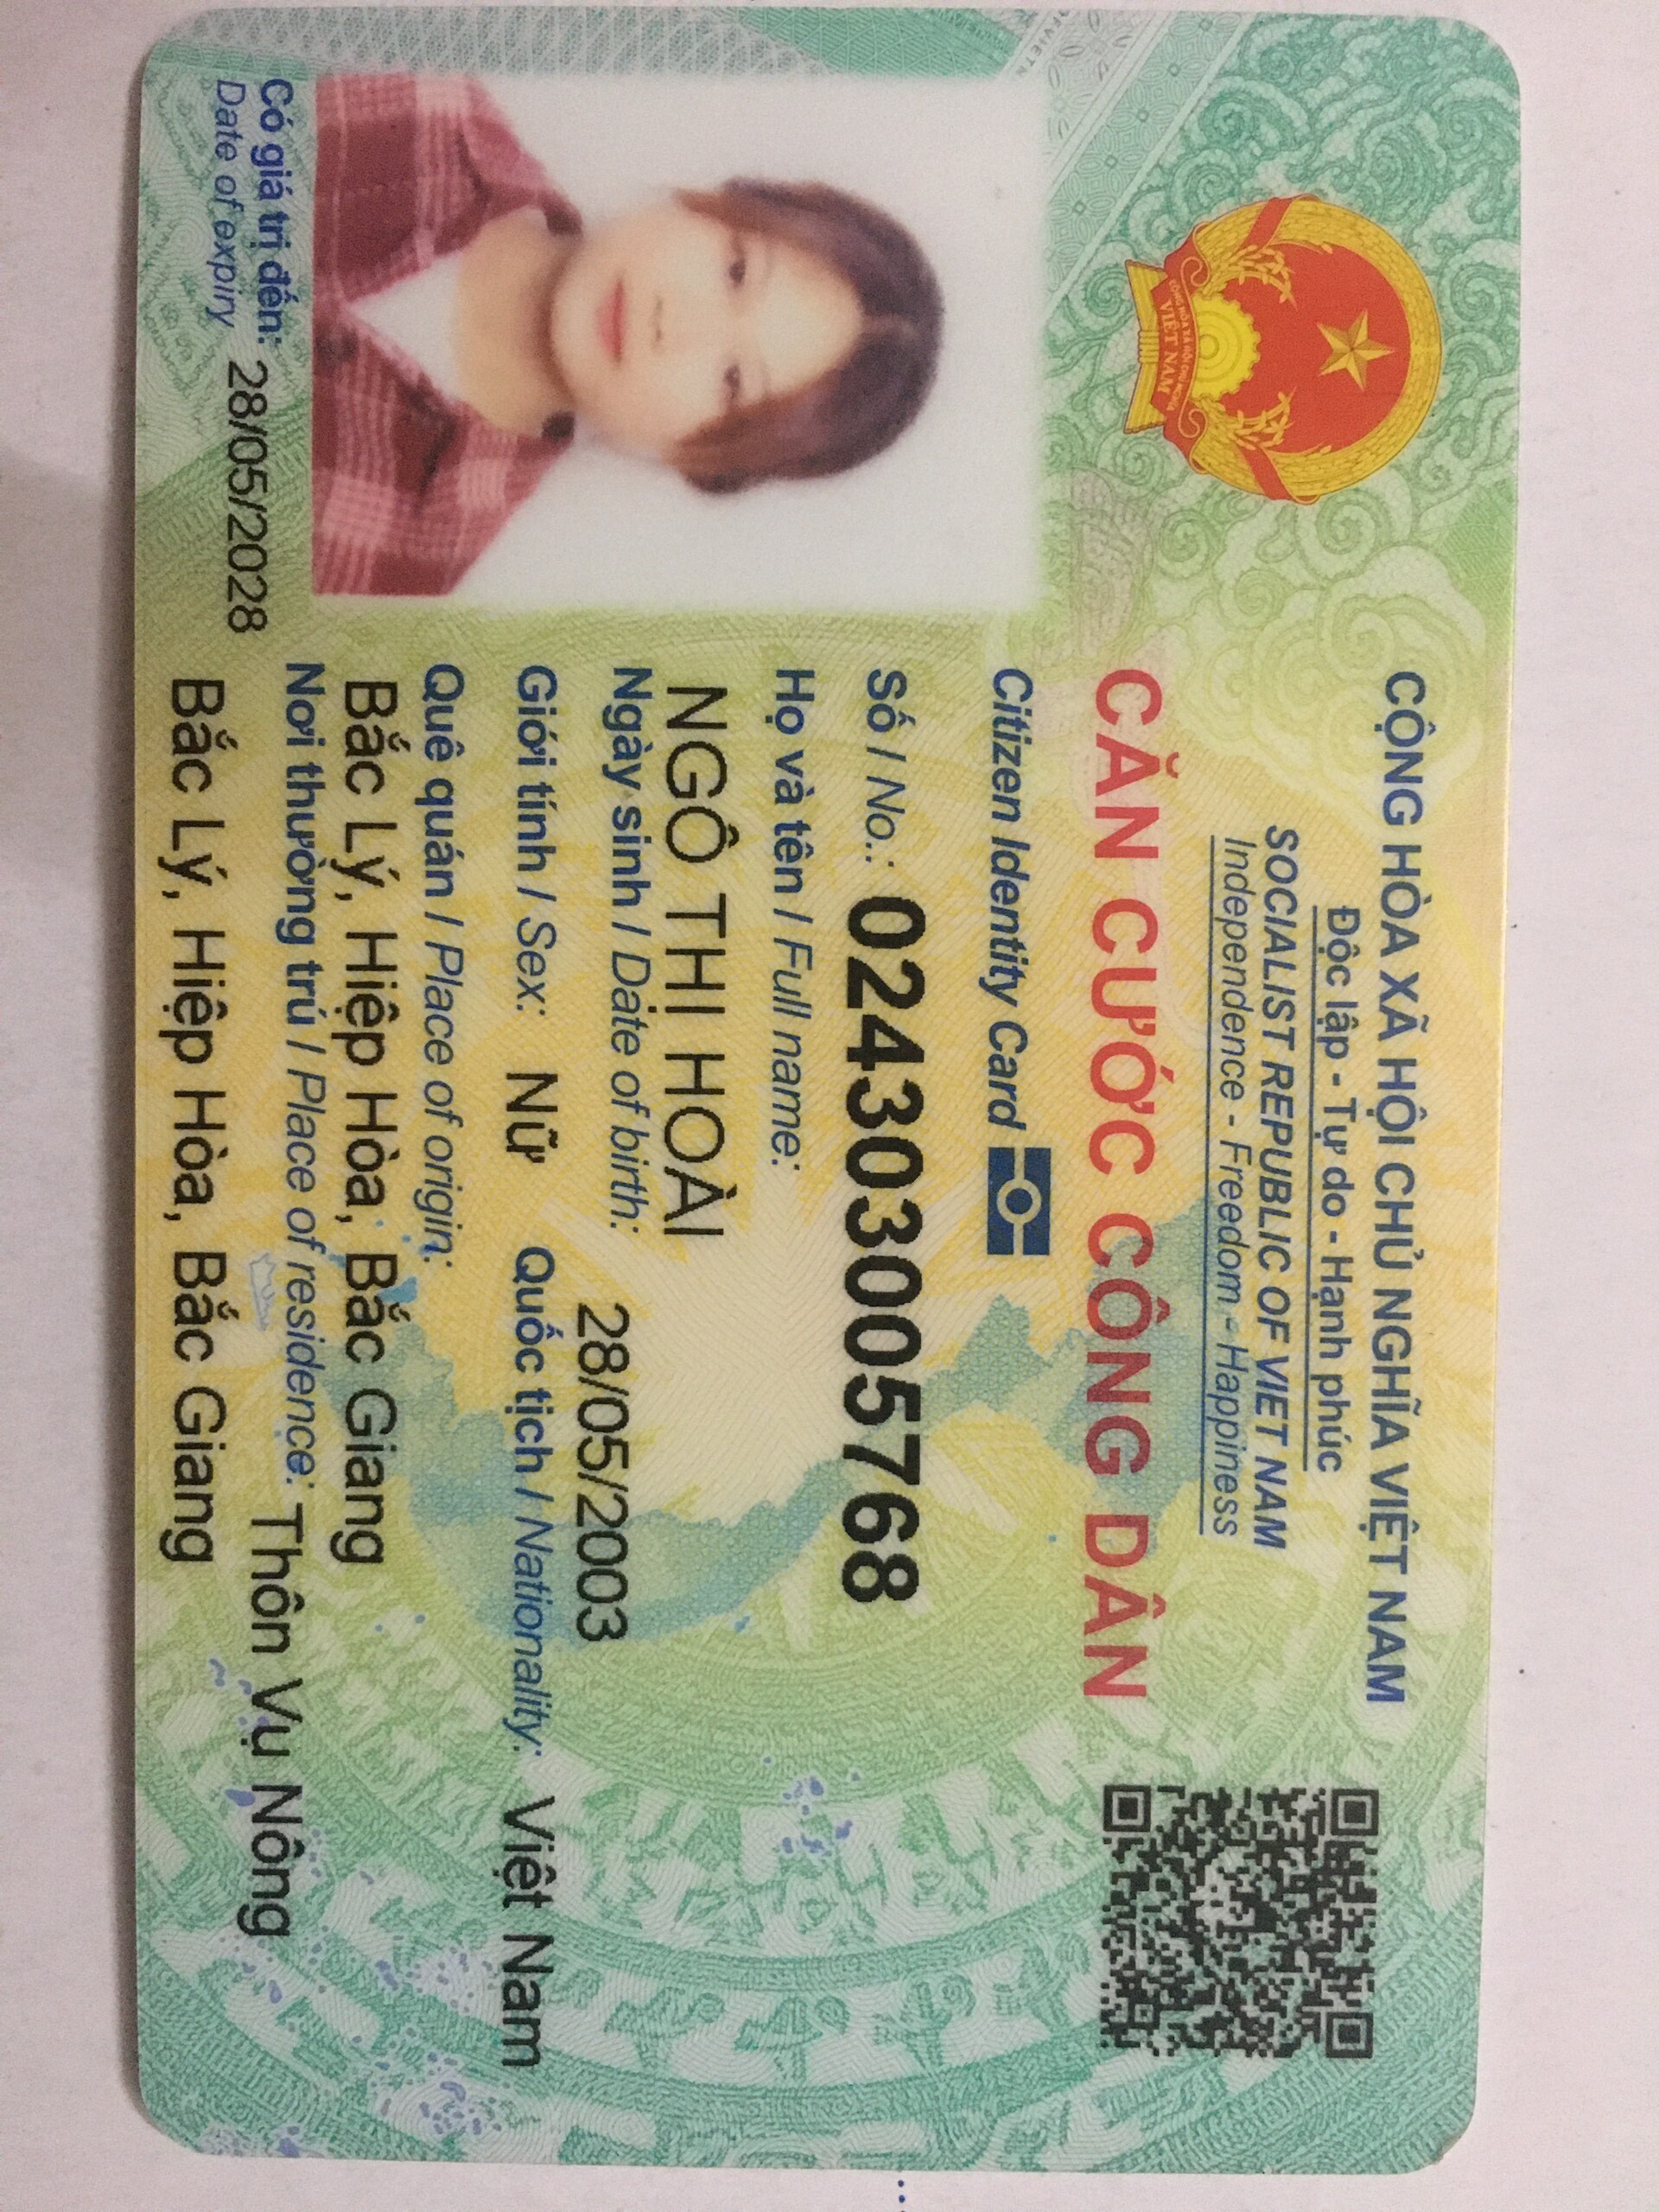 CỘNG HÒA XÃ HỘI CHỦ NGHĨA VIỆT NAM
Độc lập - Tự do - Hạnh phúc
SOCIALIST REPUBLIC OF VIET NAM
Independence - Freedom - Happiness
CĂN CƯỚC CÔNG DÂN
Citizen Identity Card
Số / No.: 024303005768
Họ và tên / Full name:
NGÔ THỊ HOÀI
Ngày sinh / Date of birth: 28/05/2003
Giới tính / Sex: Nữ Quốc tịch / Nationality: Việt Nam
Quê quán / Place of origin:
Bắc Lý, Hiệp Hòa, Bắc Giang
Nơi thường trú / Place of residence: Thôn Vụ Nông
Bắc Lý, Hiệp Hòa, Bắc Giang
Có giá trị đến: 28/05/2028
Date of expiry
VIỆT NAM